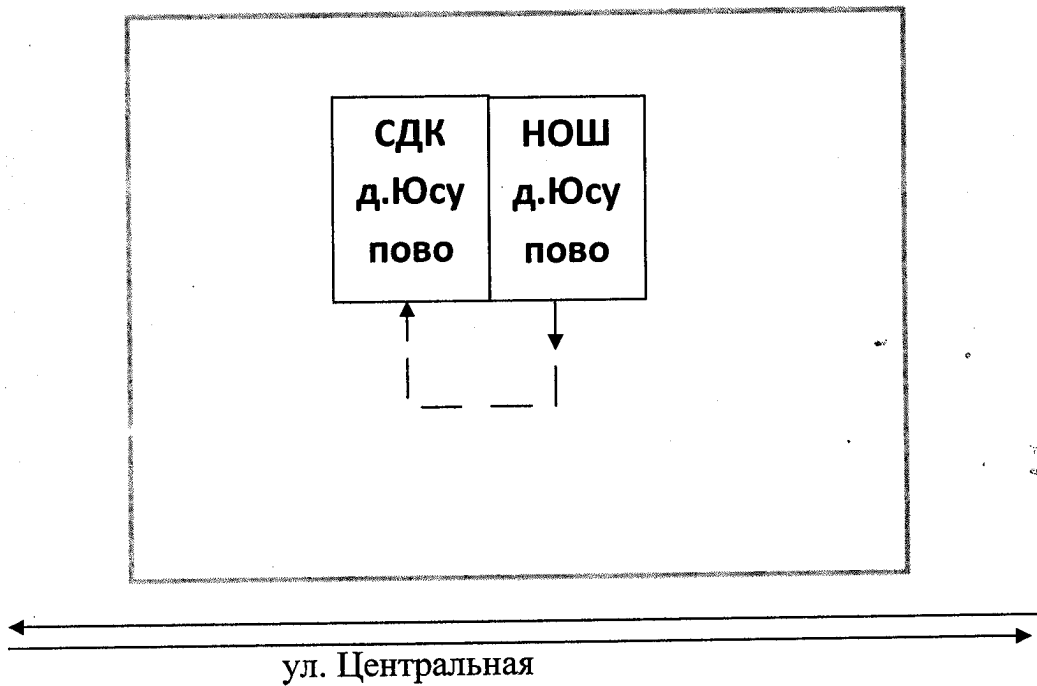 СДК
д.Юсу
пово
НОШ
д.Юсу
пово
ул. Центральная